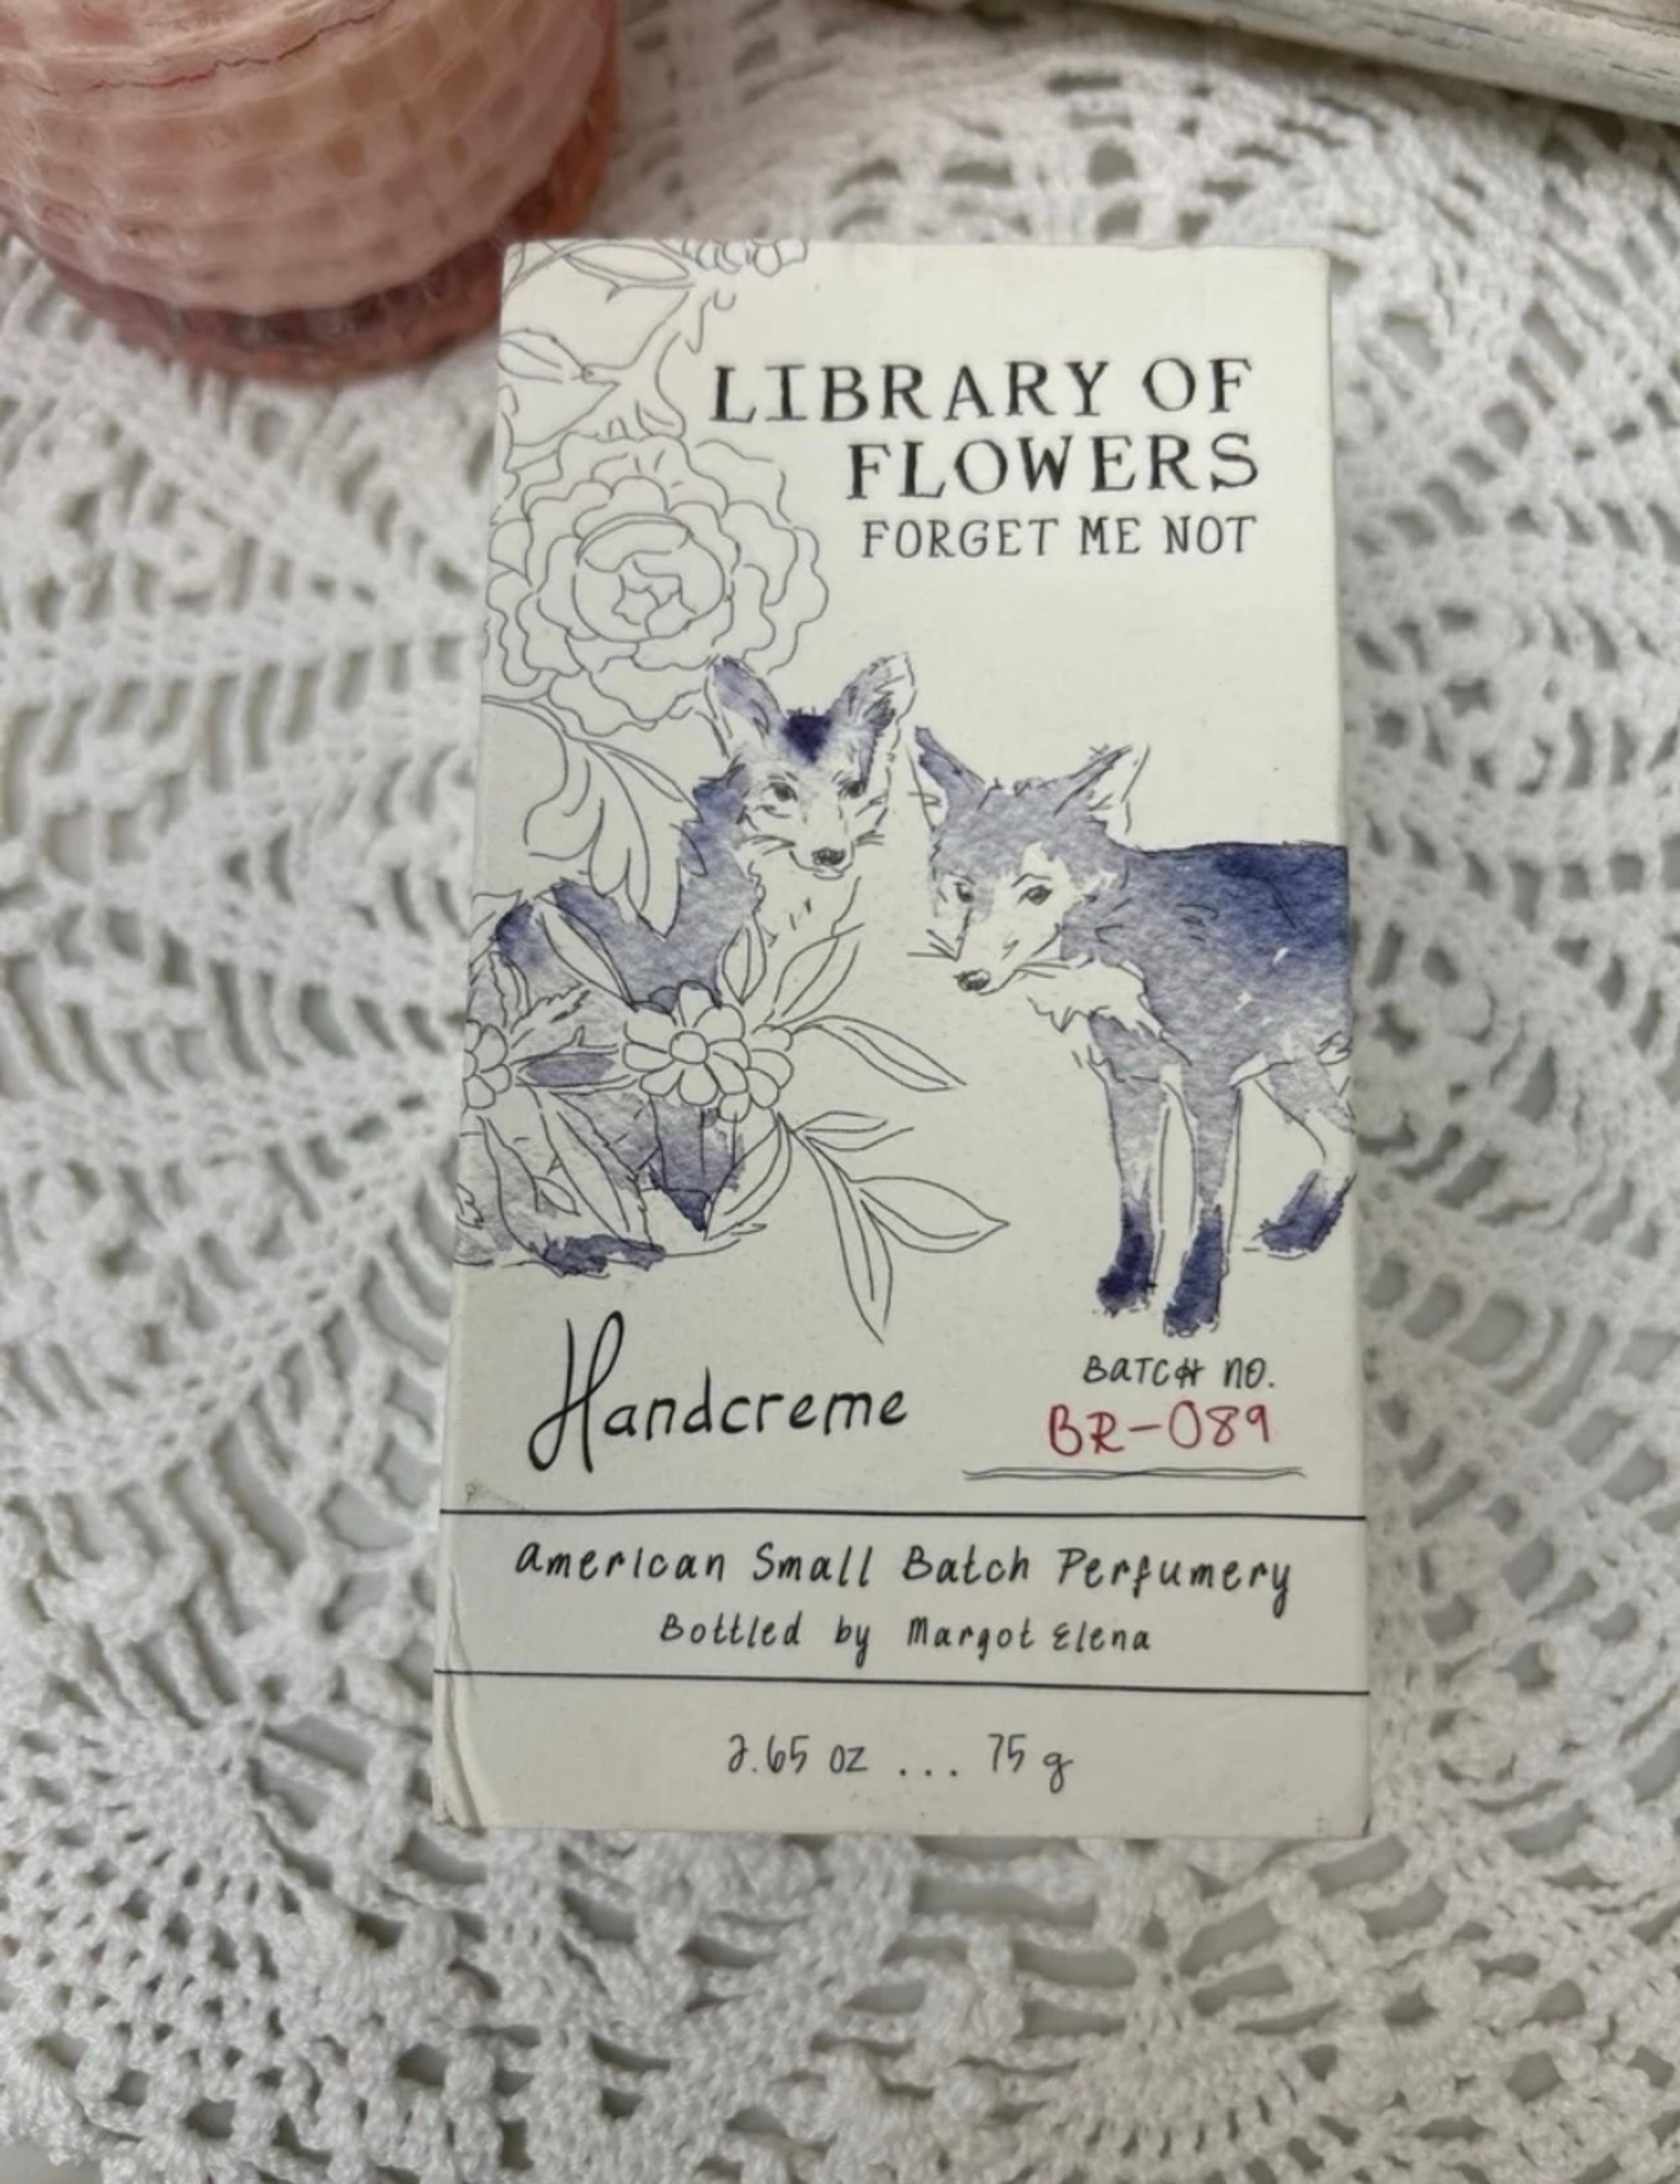 LIBRARY OF
FLOWERS
FORGET ME NOT
Handcreme
BATCH NO.
BR-089
American Small Batch Perfumery
Bottled by Margot Elena
2.65 oz ... 75 g